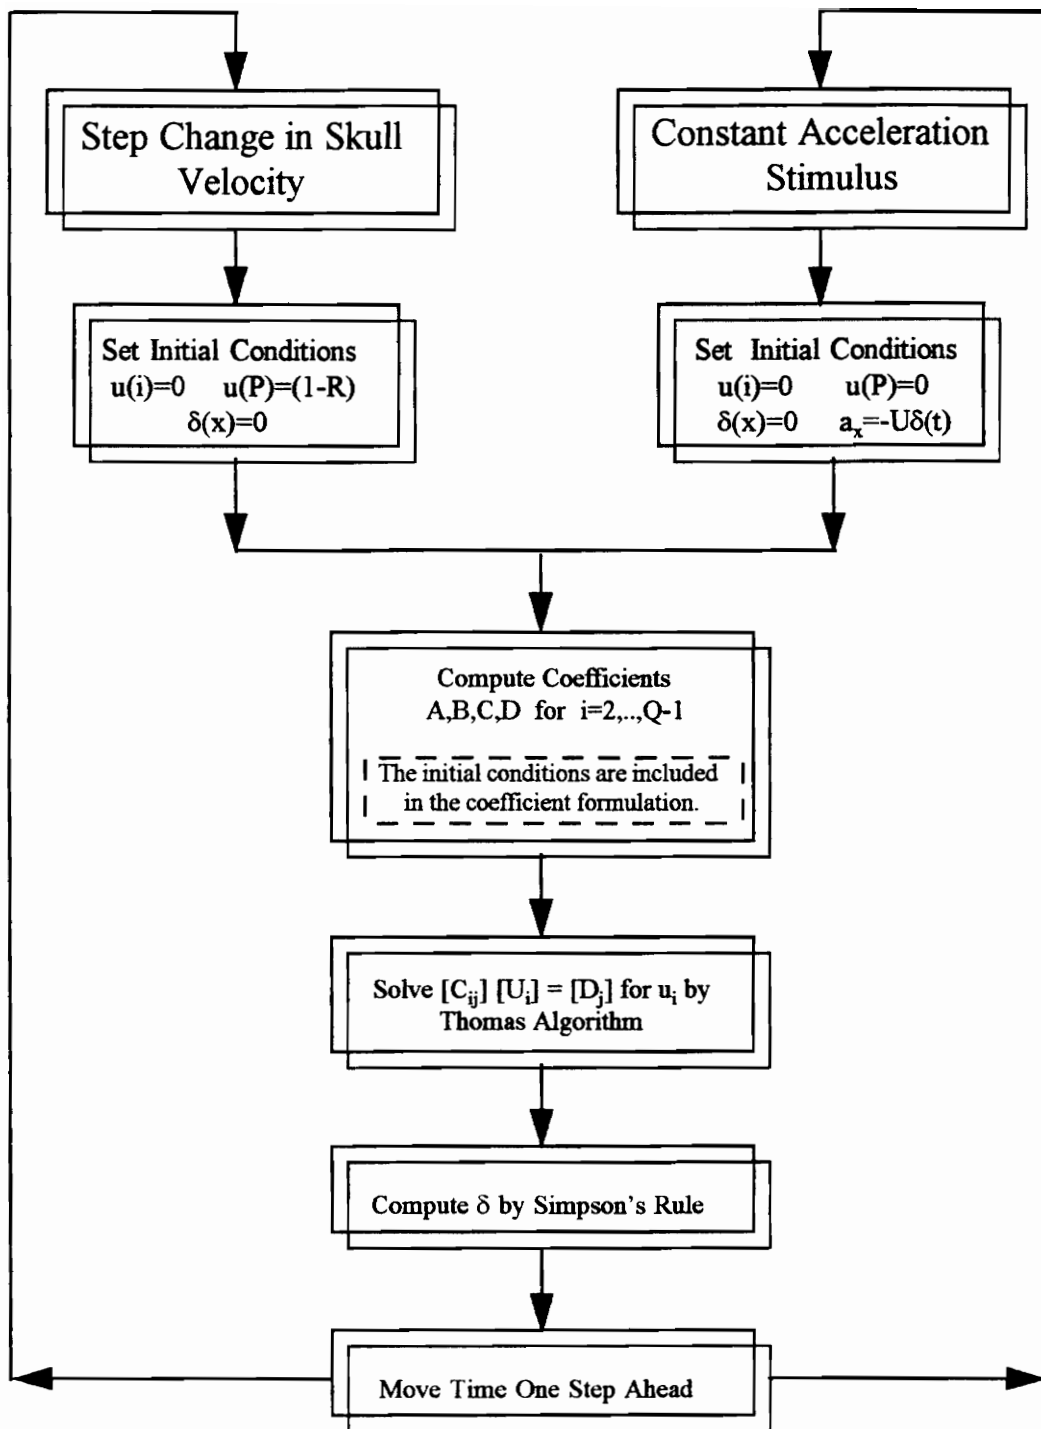 Step Change in Skull
Velocity
Constant Acceleration
Stimulus
Set Initial Conditions
u(i)=0 u(P)=(1-R)
δ(x)=0
Set Initial Conditions
u(i)=0 u(P)=0
δ(x)=0 aₓ=-Uδ(t)
Compute Coefficients
A,B,C,D for i=2,..,Q-1
The initial conditions are included
in the coefficient formulation.
Solve [Cᵢⱼ] [Uᵢ] = [Dⱼ] for uᵢ by
Thomas Algorithm
Compute δ by Simpson's Rule
Move Time One Step Ahead